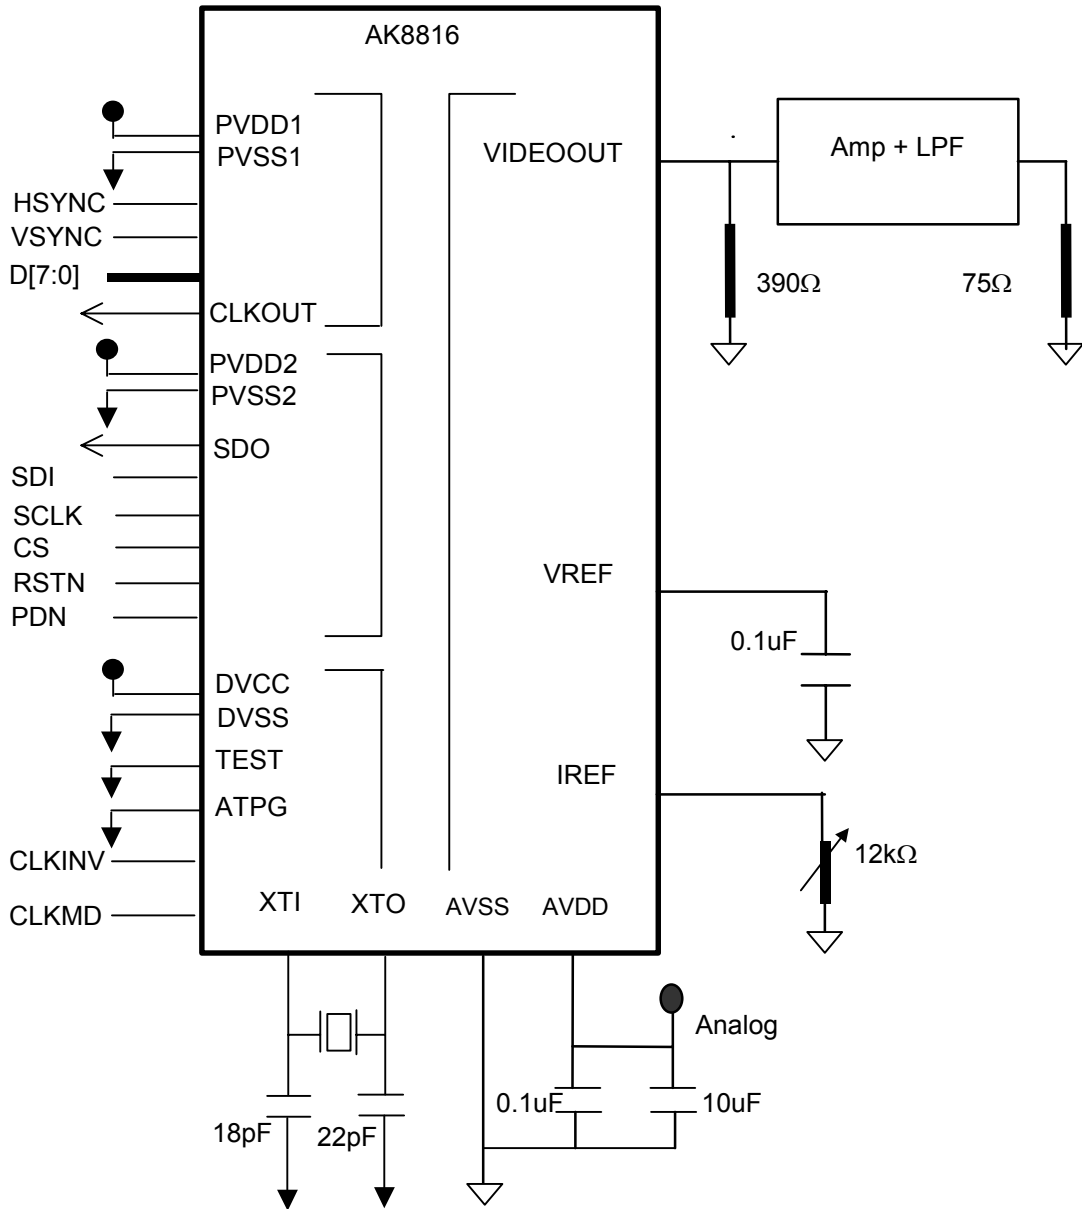 AK8816
PVDD1
PVSS1
VIDEOOUT
Amp + LPF
HSYNC
VSYNC
D[7:0]
390Ω
75Ω
CLKOUT
PVDD2
PVSS2
SDO
SDI
SCLK
CS
RSTN
PDN
VREF
0.1uF
DVCC
DVSS
TEST
ATPG
IREF
12kΩ
CLKINV
CLKMD
XTI
XTO
AVSS
AVDD
Analog
0.1uF
10uF
18pF
22pF